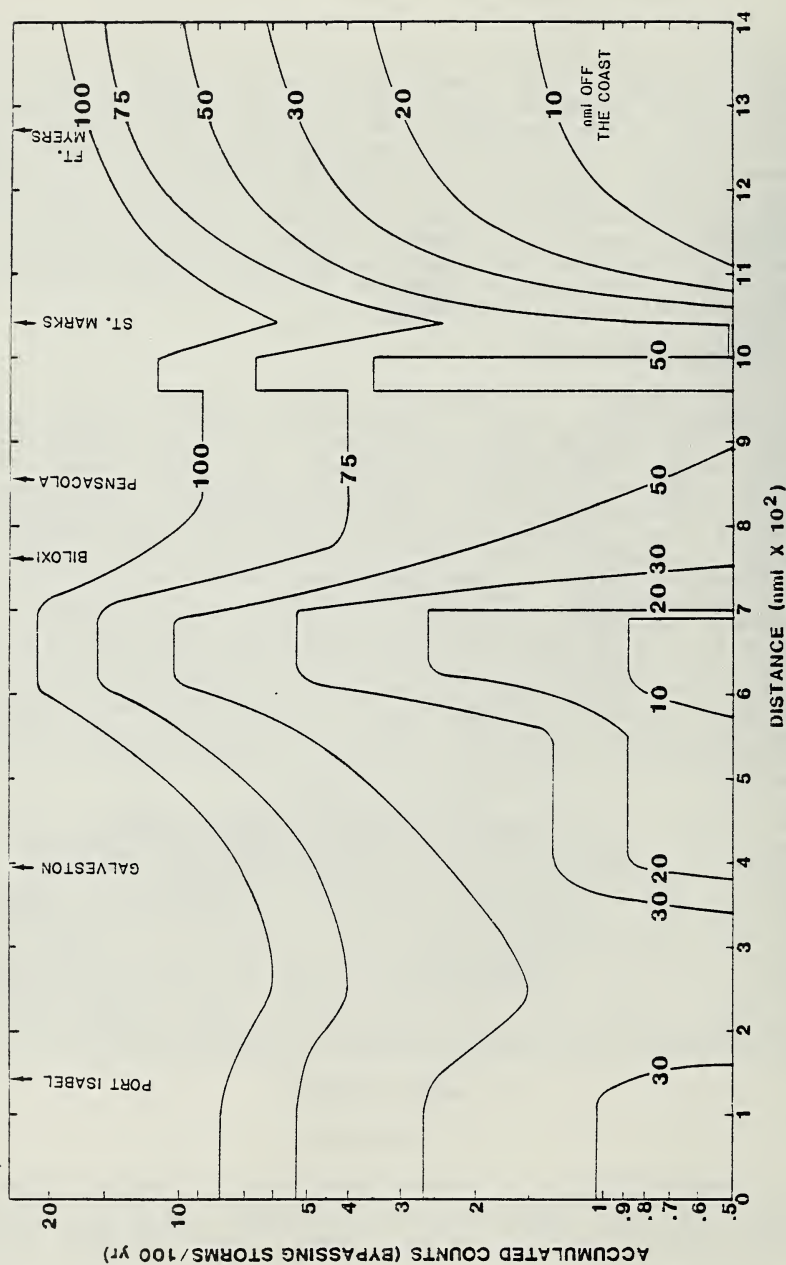 FT.
MYERS
ST. MARKS
PENSACOLA
BILOXI
GALVESTON
PORT ISABEL
100
75
50
30
20
10
nmi OFF
THE COAST
100
75
50
50
30
20
10
20
30
30
20
10
5
4
3
2
1
.9
.8
.7
.6
.5
ACCUMULATED COUNTS (BYPASSING STORMS/100 yr)
0 1 2 3 4 5 6 7 8 9 10 11 12 13 14
DISTANCE (nmi X 10²)